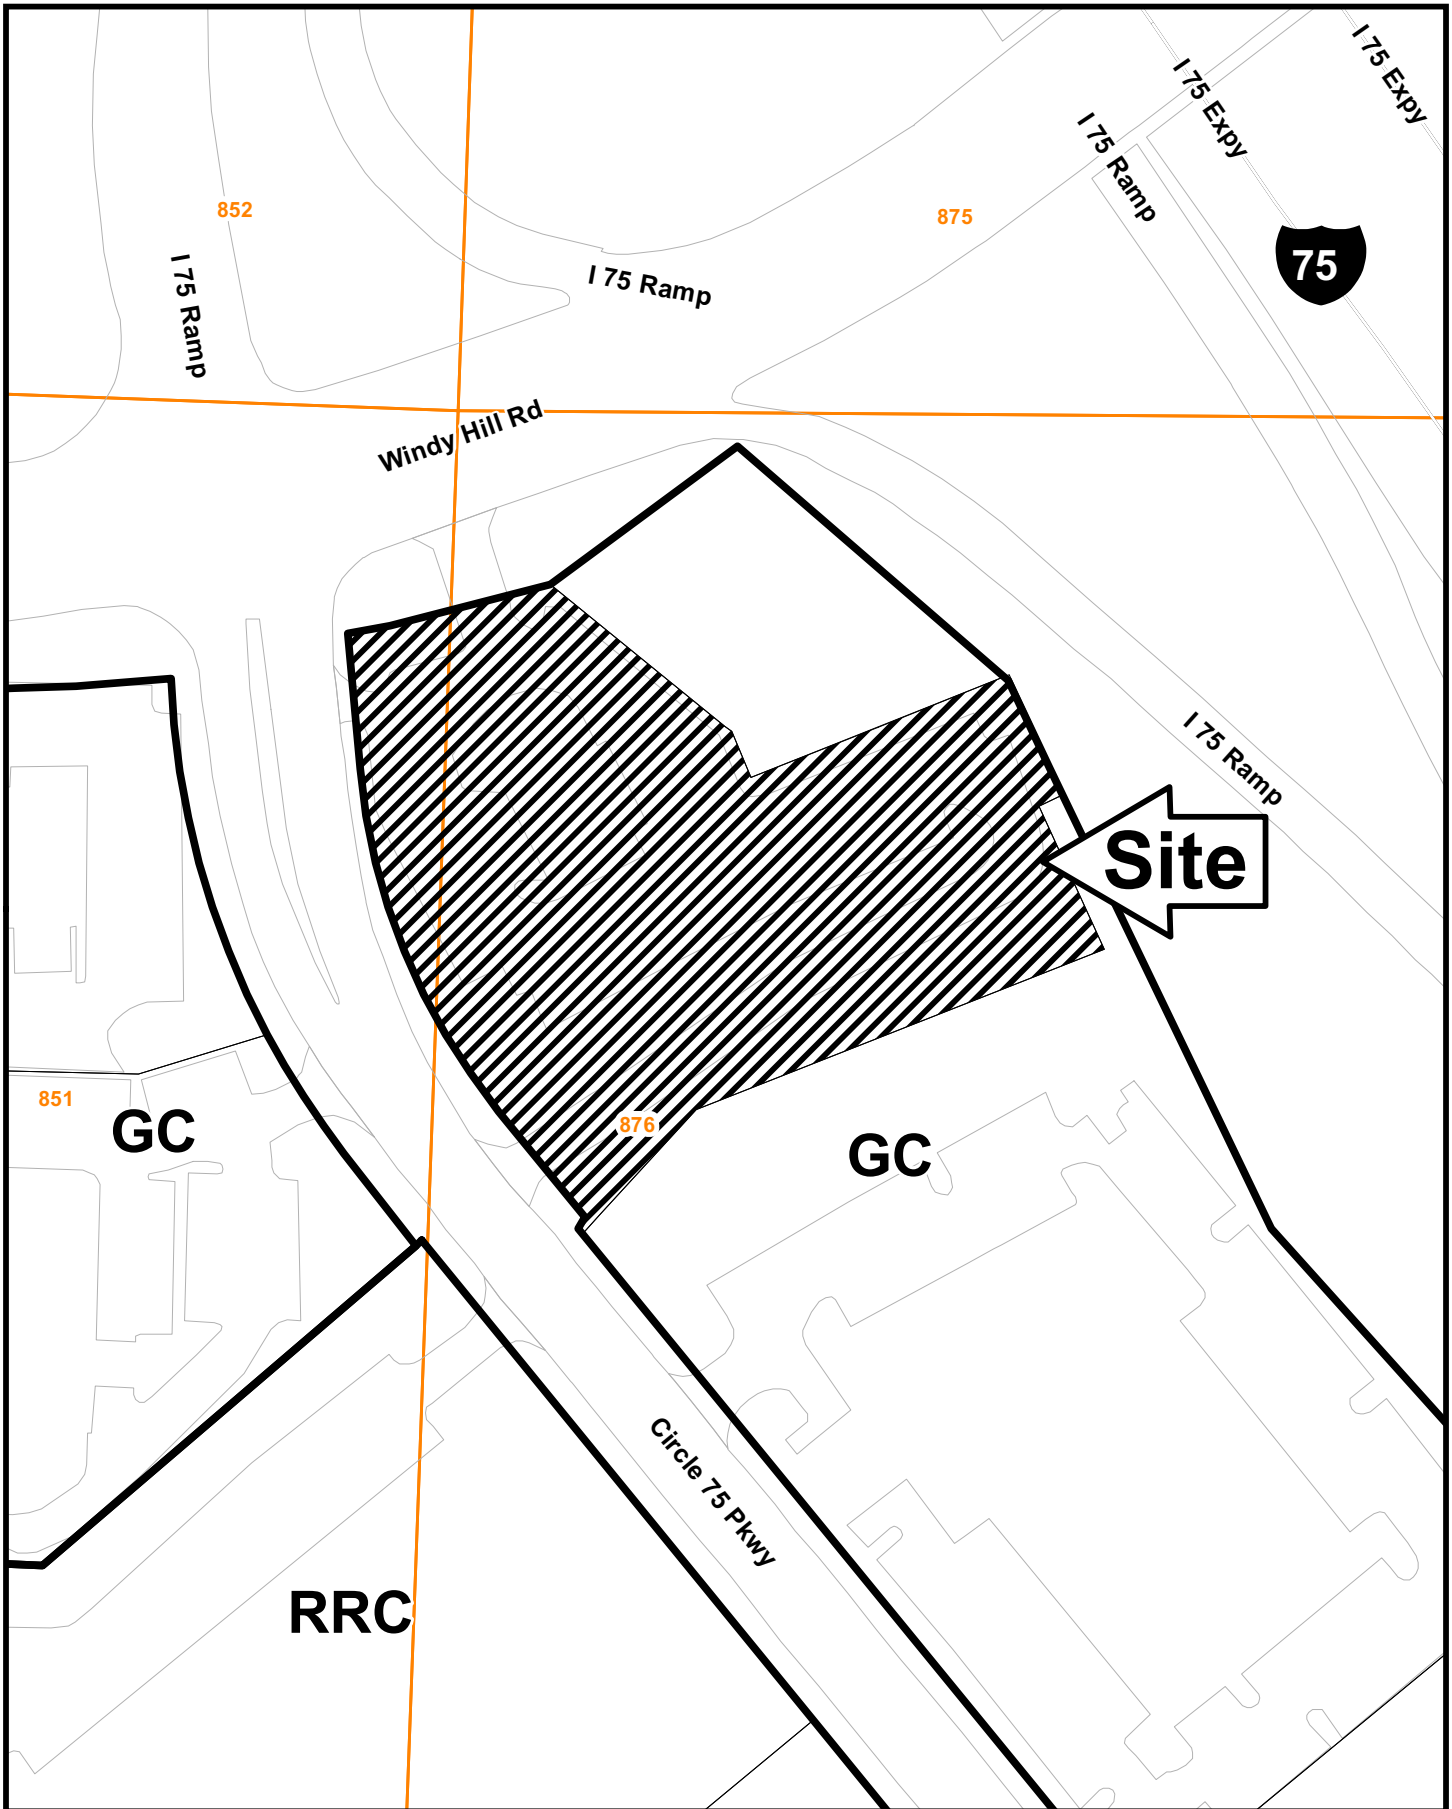 I 75 Expy
I 75 Expy
I 75 Ramp
852
875
75
I 75 Ramp
I 75 Ramp
Windy Hill Rd
I 75 Ramp
Site
851
GC
876
GC
Circle 75 Pkwy
RRC